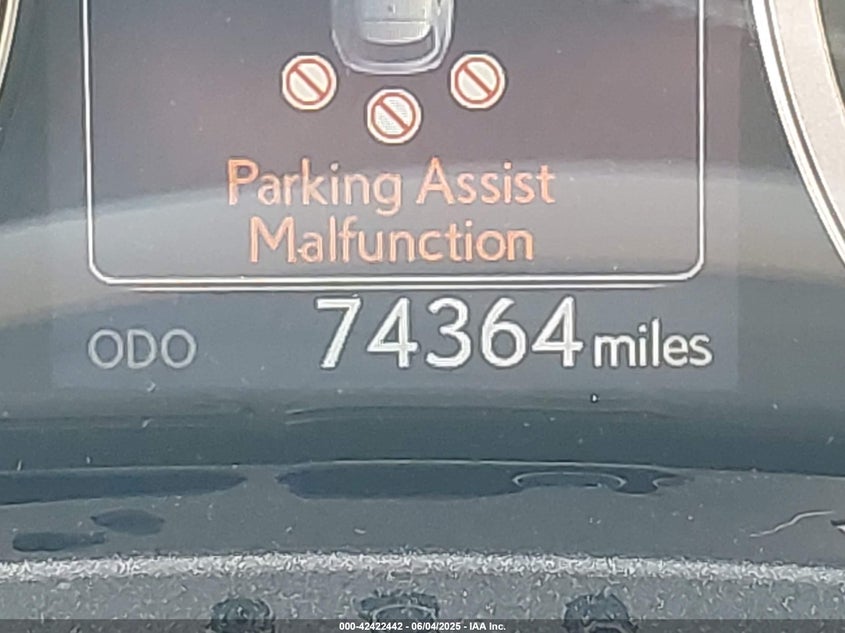 Parking Assist
Malfunction
ODO 74364 miles
000-42422442 - 06/04/2025 - IAA Inc.